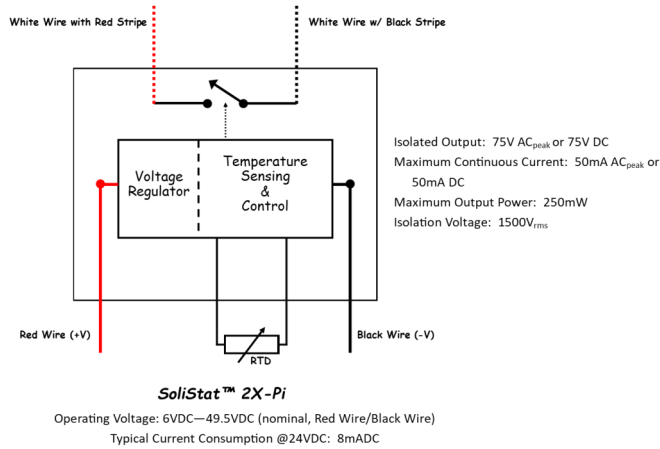 White Wire with Red Stripe
White Wire w/ Black Stripe
Voltage
Regulator
Temperature
Sensing
&
Control
Isolated Output: 75V ACpeak or 75V DC
Maximum Continuous Current: 50mA ACpeak or
50mA DC
Maximum Output Power: 250mW
Isolation Voltage: 1500Vrms
Red Wire (+V)
Black Wire (-V)
RTD
SoliStat™ 2X-Pi
Operating Voltage: 6VDC—49.5VDC (nominal, Red Wire/Black Wire)
Typical Current Consumption @24VDC: 8mADC